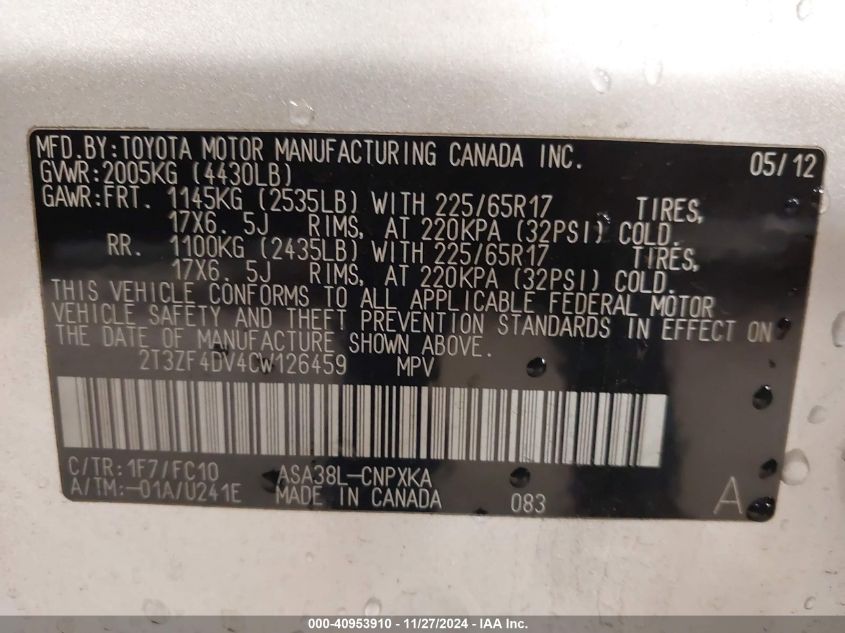 MFD.BY:TOYOTA MOTOR MANUFACTURING CANADA INC. 05/12
GVWR:2005KG (4430LB)
GAWR:FRT. 1145KG (2535LB) WITH 225/65R17 TIRES,
17X6.5J RIMS, AT 220KPA (32PSI) COLD.
RR. 1100KG (2435LB) WITH 225/65R17 TIRES,
17X6.5J RIMS, AT 220KPA (32PSI) COLD.
THIS VEHICLE CONFORMS TO ALL APPLICABLE FEDERAL MOTOR
VEHICLE SAFETY AND THEFT PREVENTION STANDARDS IN EFFECT ON
THE DATE OF MANUFACTURE SHOWN ABOVE.
2T3ZF4DV4CW126459 MPV
C/TR:1F7/FC10 ASA38L-CNPXKA
A/TM:-01A/U241E MADE IN CANADA 083 A
000-40953910 - 11/27/2024 - IAA Inc.